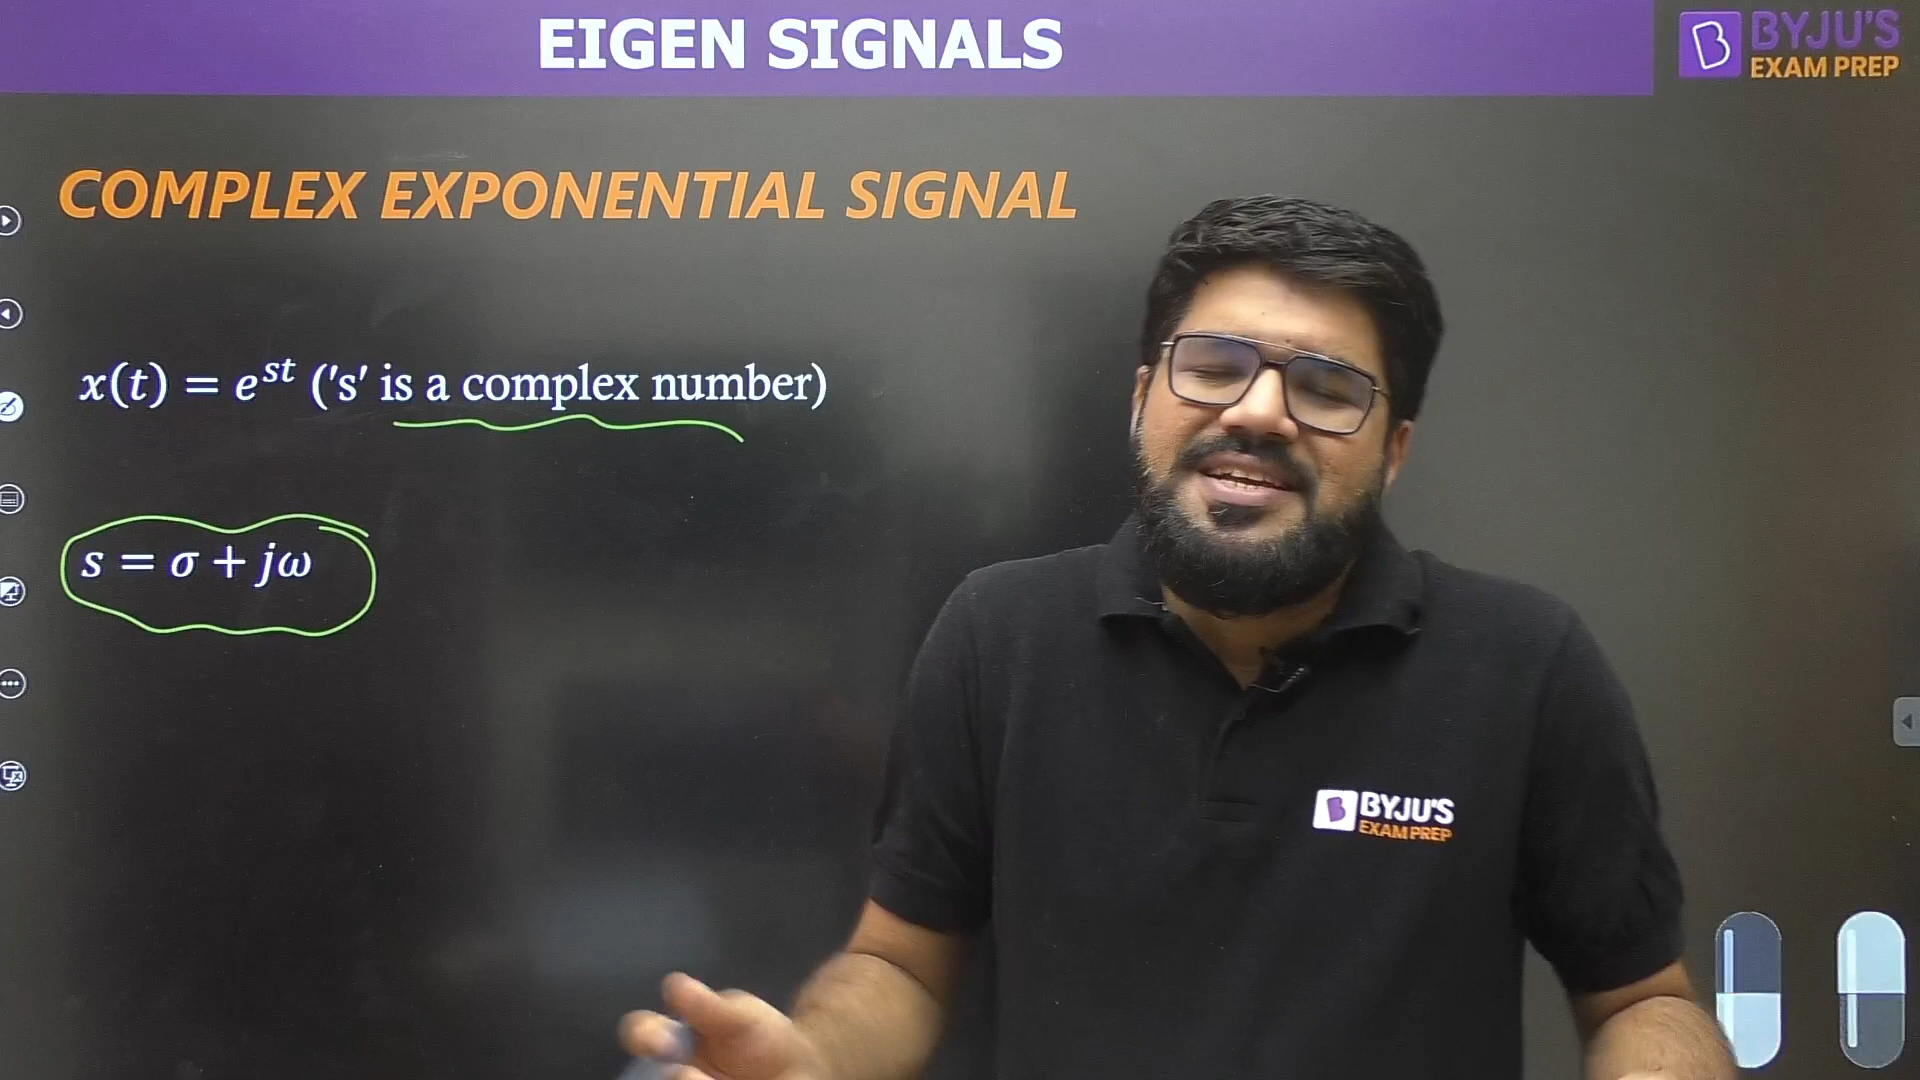 EIGEN SIGNALS
BYJU'S
EXAM PREP
COMPLEX EXPONENTIAL SIGNAL
x(t) = e^{st} ('s' is a complex number)
s = σ + jω
BYJU'S
EXAM PREP